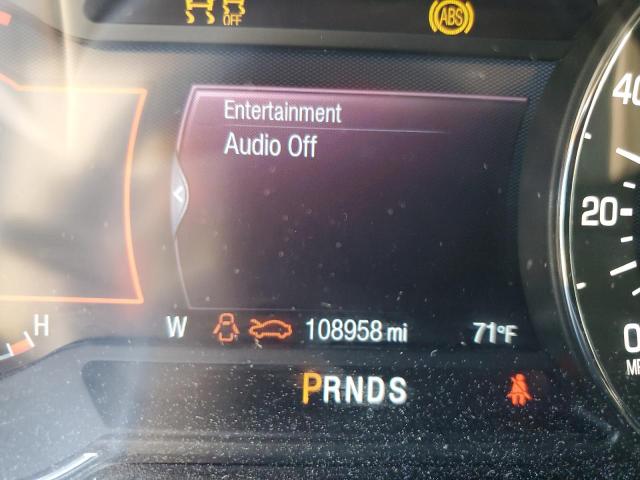 OFF
ABS
Entertainment
Audio Off
40
20
0
H
W 108958 mi 71°F
PRNDS